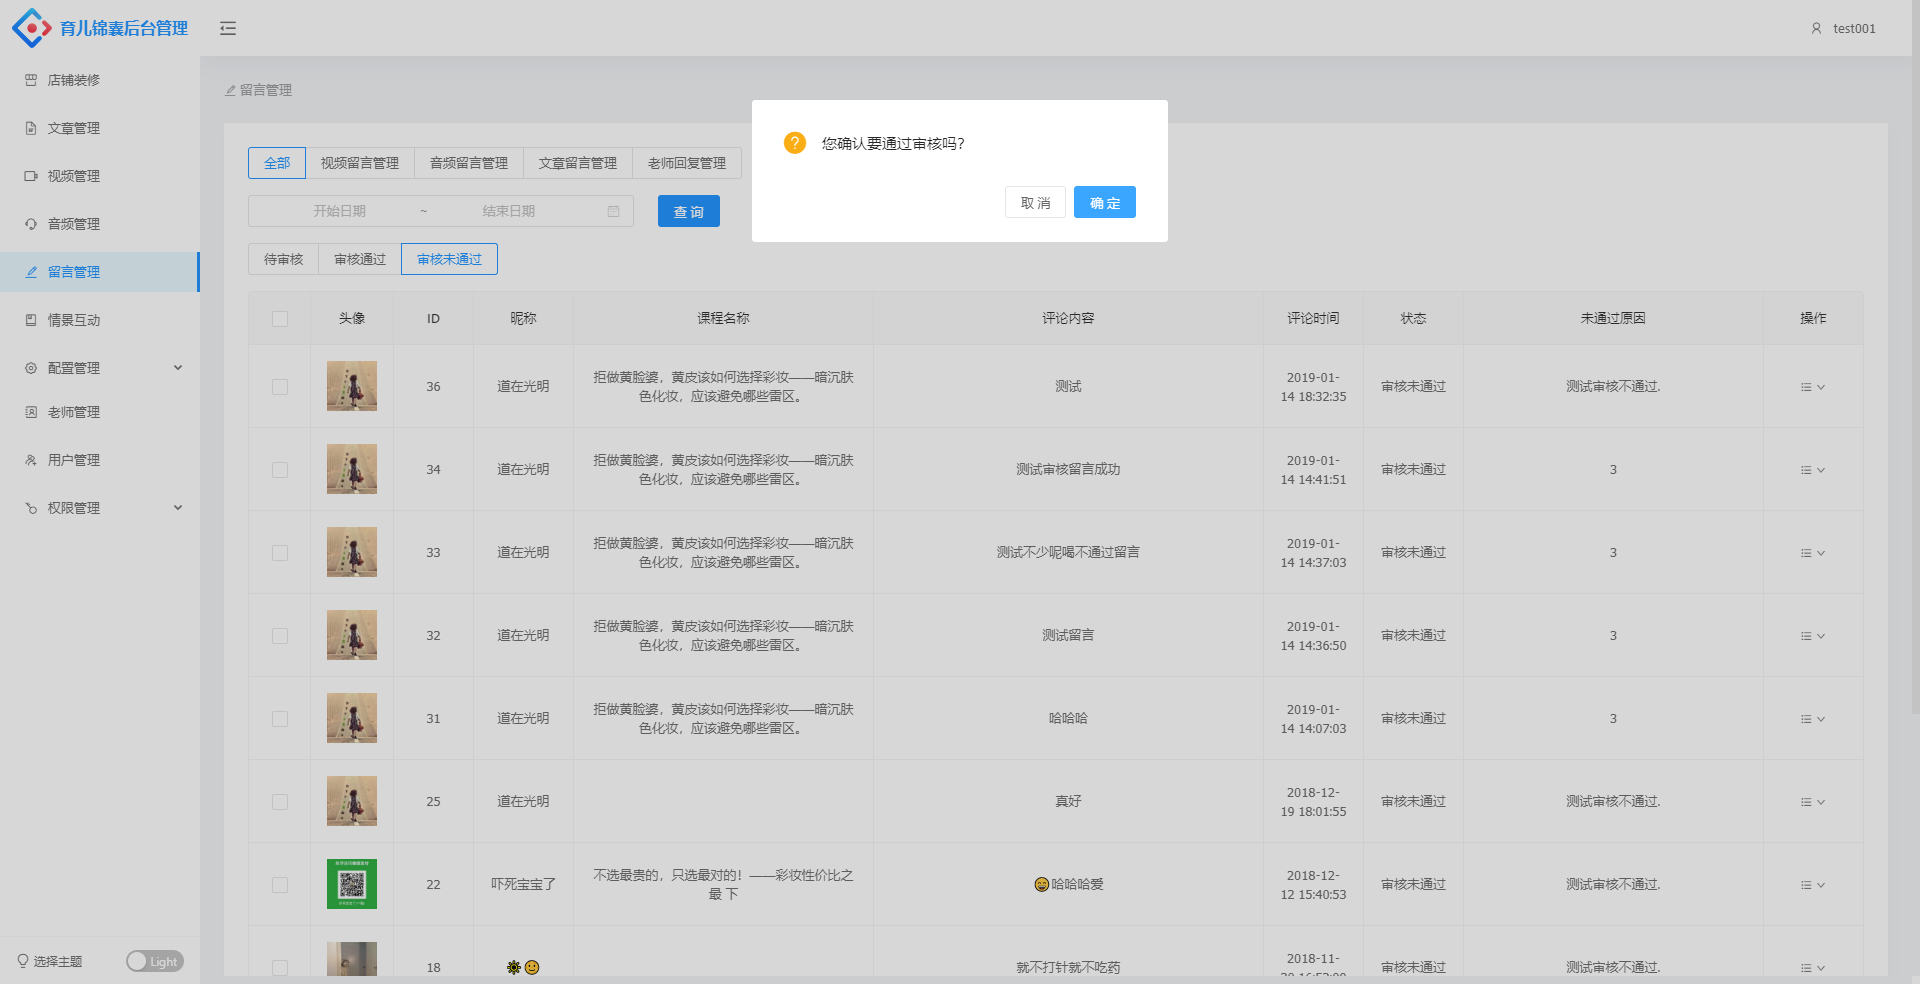 育儿锦囊后台管理
test001
店铺装修
文章管理
视频管理
音频管理
留言管理
情景互动
配置管理
老师管理
用户管理
权限管理
选择主题
Light
留言管理
您确认要通过审核吗?
取 消
确 定
全部
视频留言管理
音频留言管理
文章留言管理
老师回复管理
开始日期
~
结束日期
查 询
待审核
审核通过
审核未通过
头像 ID 昵称 课程名称 评论内容 评论时间 状态 未通过原因 操作
36 道在光明 拒做黄脸婆，黄皮该如何选择彩妆——暗沉肤 测试 2019-01- 审核未通过 测试审核不通过.
色化妆，应该避免哪些雷区。 14 18:32:35
34 道在光明 拒做黄脸婆，黄皮该如何选择彩妆——暗沉肤 测试审核留言成功 2019-01- 审核未通过 3
色化妆，应该避免哪些雷区。 14 14:41:51
33 道在光明 拒做黄脸婆，黄皮该如何选择彩妆——暗沉肤 测试不少呢喝不通过留言 2019-01- 审核未通过 3
色化妆，应该避免哪些雷区。 14 14:37:03
32 道在光明 拒做黄脸婆，黄皮该如何选择彩妆——暗沉肤 测试留言 2019-01- 审核未通过 3
色化妆，应该避免哪些雷区。 14 14:36:50
31 道在光明 拒做黄脸婆，黄皮该如何选择彩妆——暗沉肤 哈哈哈 2019-01- 审核未通过 3
色化妆，应该避免哪些雷区。 14 14:07:03
25 道在光明 真好 2018-12- 审核未通过 测试审核不通过.
19 18:01:55
22 吓死宝宝了 不选最贵的，只选最对的！——彩妆性价比之 😄哈哈哈爱 2018-12- 审核未通过 测试审核不通过.
最 下 12 15:40:53
18 ☀🙂 就不打针就不吃药 2018-11- 审核未通过 测试审核不通过.